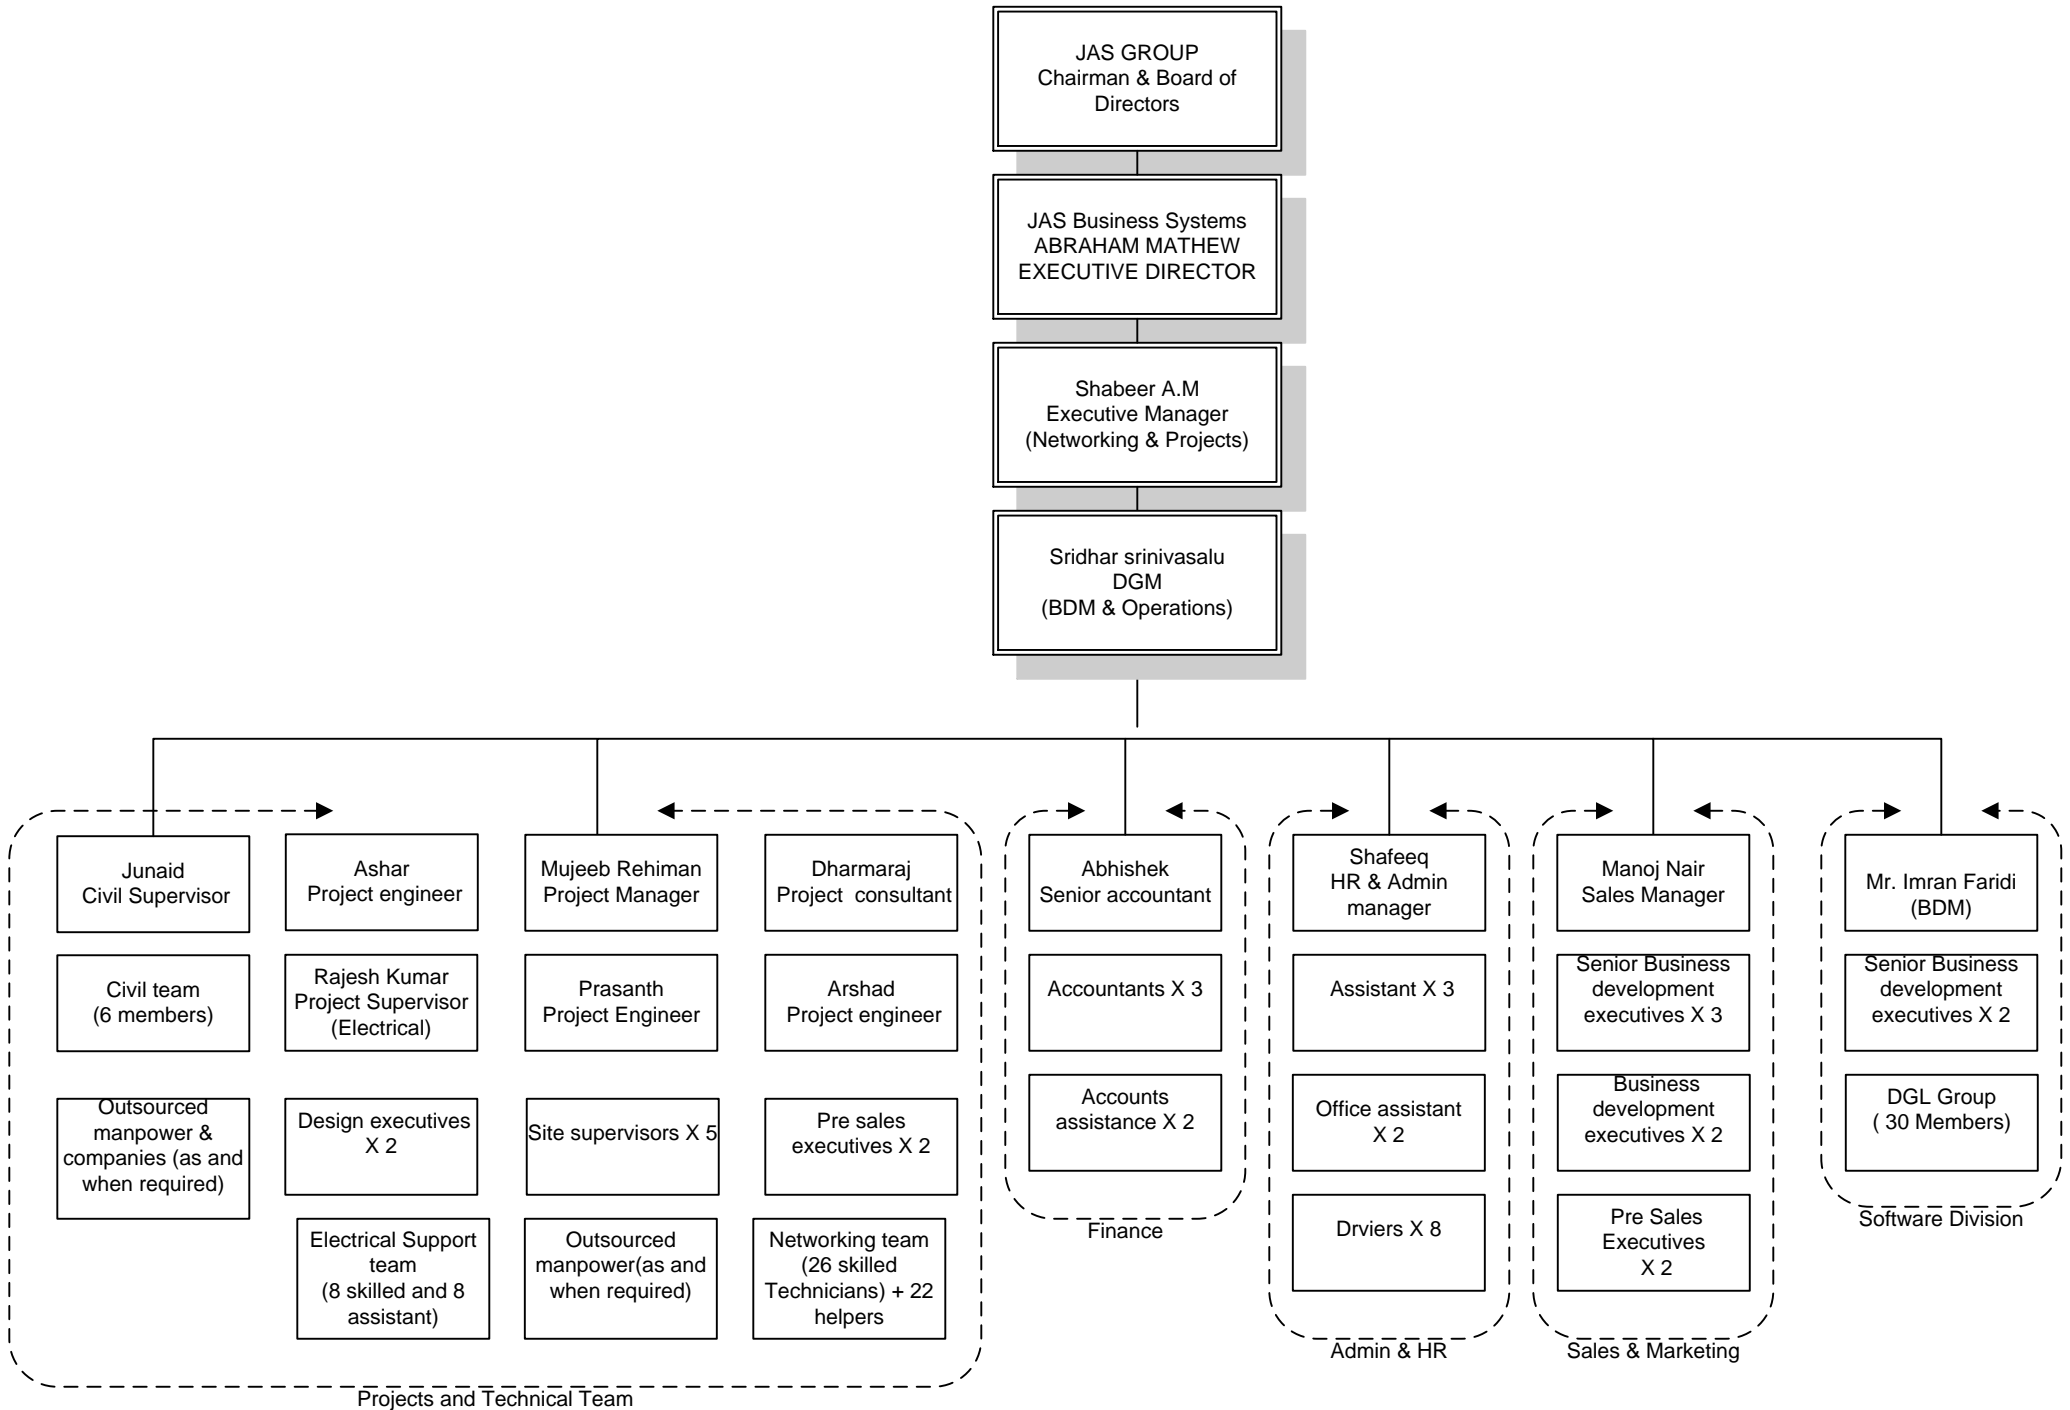 JAS GROUP
Chairman & Board of
Directors
JAS Business Systems
ABRAHAM MATHEW
EXECUTIVE DIRECTOR
Shabeer A.M
Executive Manager
(Networking & Projects)
Sridhar srinivasalu
DGM
(BDM & Operations)
Junaid
Civil Supervisor
Civil team
(6 members)
Outsourced
manpower &
companies (as and
when required)
Ashar
Project engineer
Rajesh Kumar
Project Supervisor
(Electrical)
Design executives
X 2
Electrical Support
team
(8 skilled and 8
assistant)
Mujeeb Rehiman
Project Manager
Prasanth
Project Engineer
Site supervisors X 5
Outsourced
manpower(as and
when required)
Dharmaraj
Project consultant
Arshad
Project engineer
Pre sales
executives X 2
Networking team
(26 skilled
Technicians) + 22
helpers
Projects and Technical Team
Abhishek
Senior accountant
Accountants X 3
Accounts
assistance X 2
Finance
Shafeeq
HR & Admin
manager
Assistant X 3
Office assistant
X 2
Drviers X 8
Admin & HR
Manoj Nair
Sales Manager
Senior Business
development
executives X 3
Business
development
executives X 2
Pre Sales
Executives
X 2
Sales & Marketing
Mr. Imran Faridi
(BDM)
Senior Business
development
executives X 2
DGL Group
( 30 Members)
Software Division